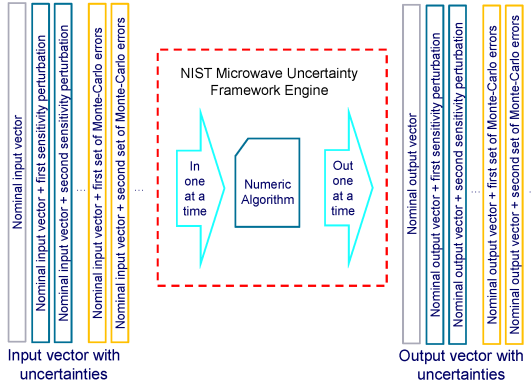 Nominal input vector
Nominal input vector + first sensitivity perturbation
Nominal input vector + second sensitivity perturbation
...
Nominal input vector + first set of Monte-Carlo errors
Nominal input vector + second set of Monte-Carlo errors
...
Input vector with
uncertainties
NIST Microwave Uncertainty
Framework Engine
In
one
at a
time
Numeric
Algorithm
Out
one
at a
time
Nominal output vector
Nominal output vector + first sensitivity perturbation
Nominal output vector + second sensitivity perturbation
...
Nominal output vector + first set of Monte-Carlo errors
Nominal output vector + second set of Monte-Carlo errors
...
Output vector with
uncertainties